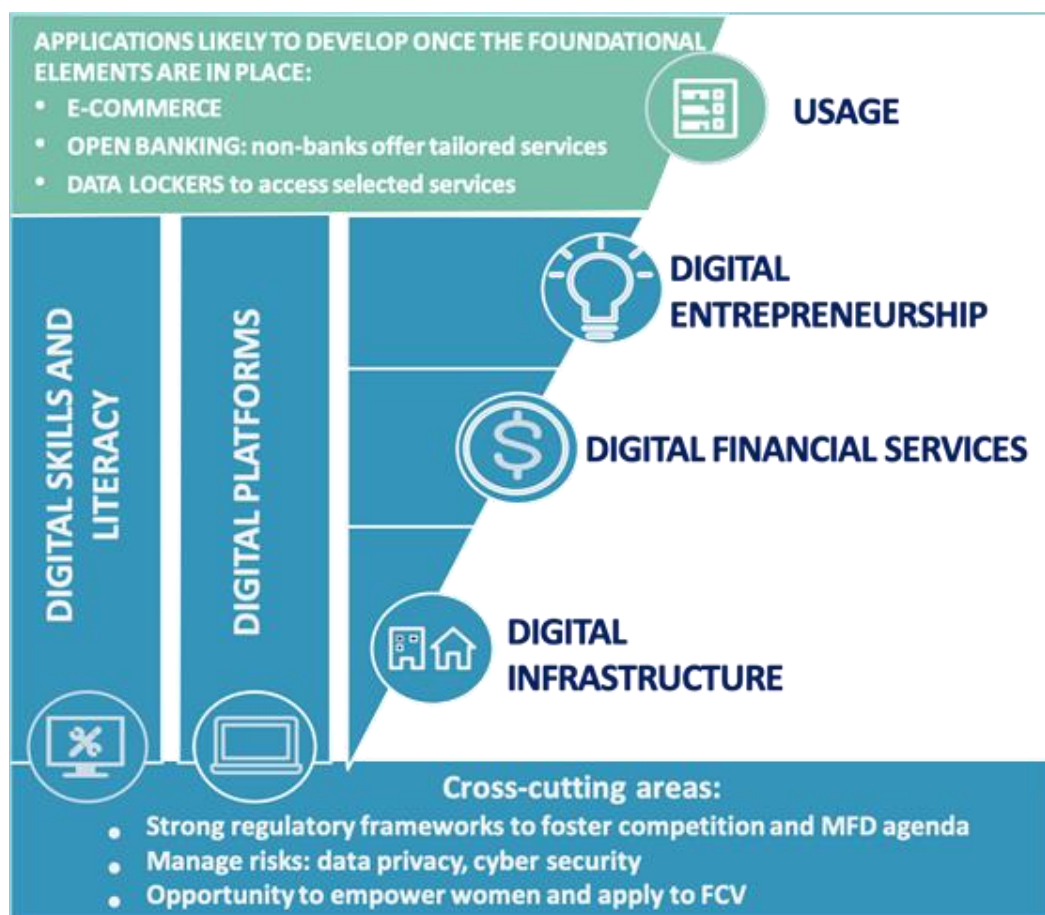 APPLICATIONS LIKELY TO DEVELOP ONCE THE FOUNDATIONAL
ELEMENTS ARE IN PLACE:
• E-COMMERCE
• OPEN BANKING: non-banks offer tailored services
• DATA LOCKERS to access selected services
USAGE
DIGITAL SKILLS AND
LITERACY
DIGITAL PLATFORMS
DIGITAL
ENTREPRENEURSHIP
DIGITAL FINANCIAL SERVICES
DIGITAL
INFRASTRUCTURE
Cross-cutting areas:
• Strong regulatory frameworks to foster competition and MFD agenda
• Manage risks: data privacy, cyber security
• Opportunity to empower women and apply to FCV